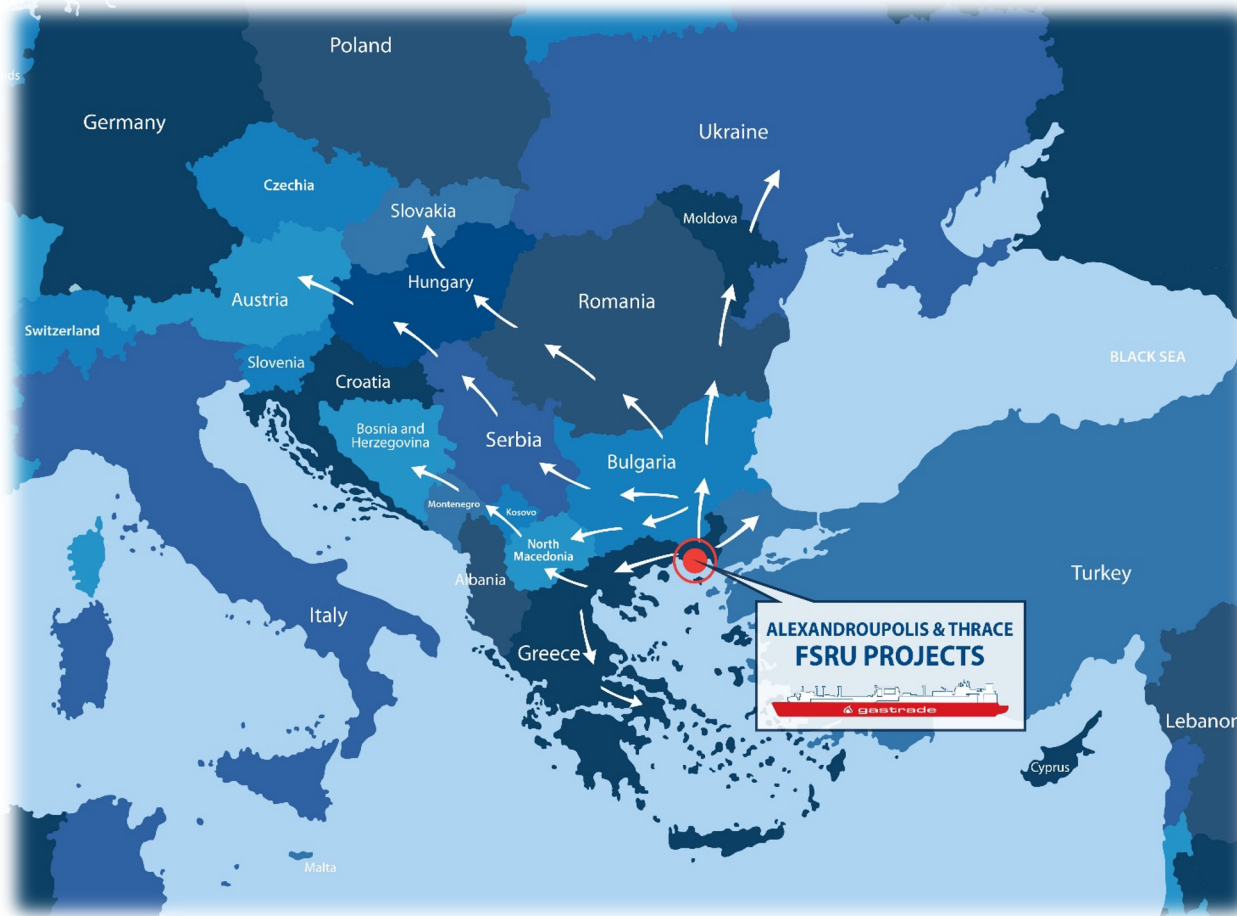 Poland
Germany
Ukraine
Czechia
Slovakia
Moldova
Hungary
Austria
Romania
Switzerland
Slovenia
BLACK SEA
Croatia
Bosnia and
Herzegovina
Serbia
Bulgaria
Montenegro
Kosovo
North
Macedonia
Albania
Turkey
Italy
Greece
ALEXANDROUPOLIS & THRACE
FSRU PROJECTS
gastrade
Lebanon
Cyprus
Malta